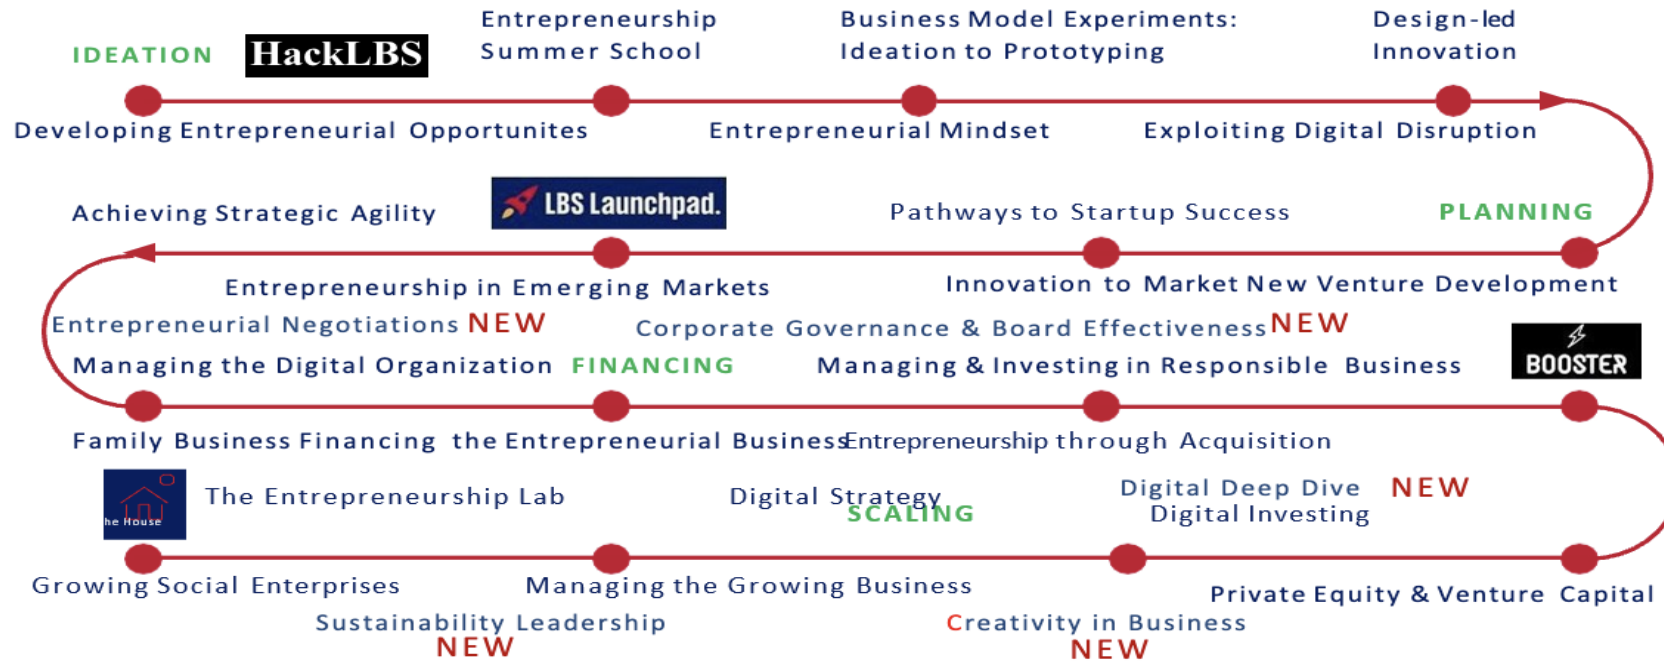 Entrepreneurship
Summer School
Business Model Experiments:
Ideation to Prototyping
Design-led
Innovation
IDEATION
HackLBS
Developing Entrepreneurial Opportunites
Entrepreneurial Mindset
Exploiting Digital Disruption
Achieving Strategic Agility
LBS Launchpad.
Pathways to Startup Success
PLANNING
Entrepreneurship in Emerging Markets
Innovation to Market New Venture Development
Entrepreneurial Negotiations NEW
Corporate Governance & Board Effectiveness NEW
Managing the Digital Organization
FINANCING
Managing & Investing in Responsible Business
BOOSTER
Family Business Financing the Entrepreneurial Business
Entrepreneurship through Acquisition
he House
The Entrepreneurship Lab
Digital Strategy
SCALING
Digital Deep Dive NEW
Digital Investing
Growing Social Enterprises
Managing the Growing Business
Private Equity & Venture Capital
Sustainability Leadership
NEW
Creativity in Business
NEW